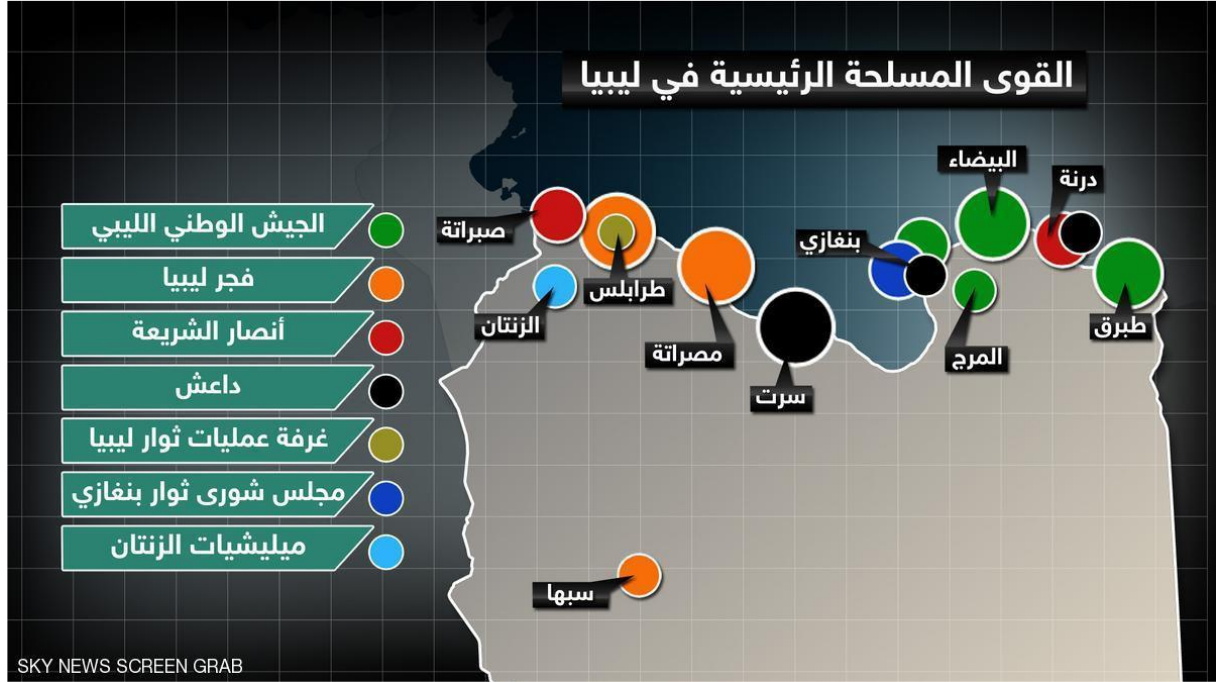 القوى المسلحة الرئيسية في ليبيا
البيضاء
درنة
صبراتة
بنغازي
طرابلس
الزنتان
مصراتة
طبرق
المرج
سرت
سبها
الجيش الوطني الليبي
فجر ليبيا
أنصار الشريعة
داعش
غرفة عمليات ثوار ليبيا
مجلس شورى ثوار بنغازي
ميليشيات الزنتان
SKY NEWS SCREEN GRAB